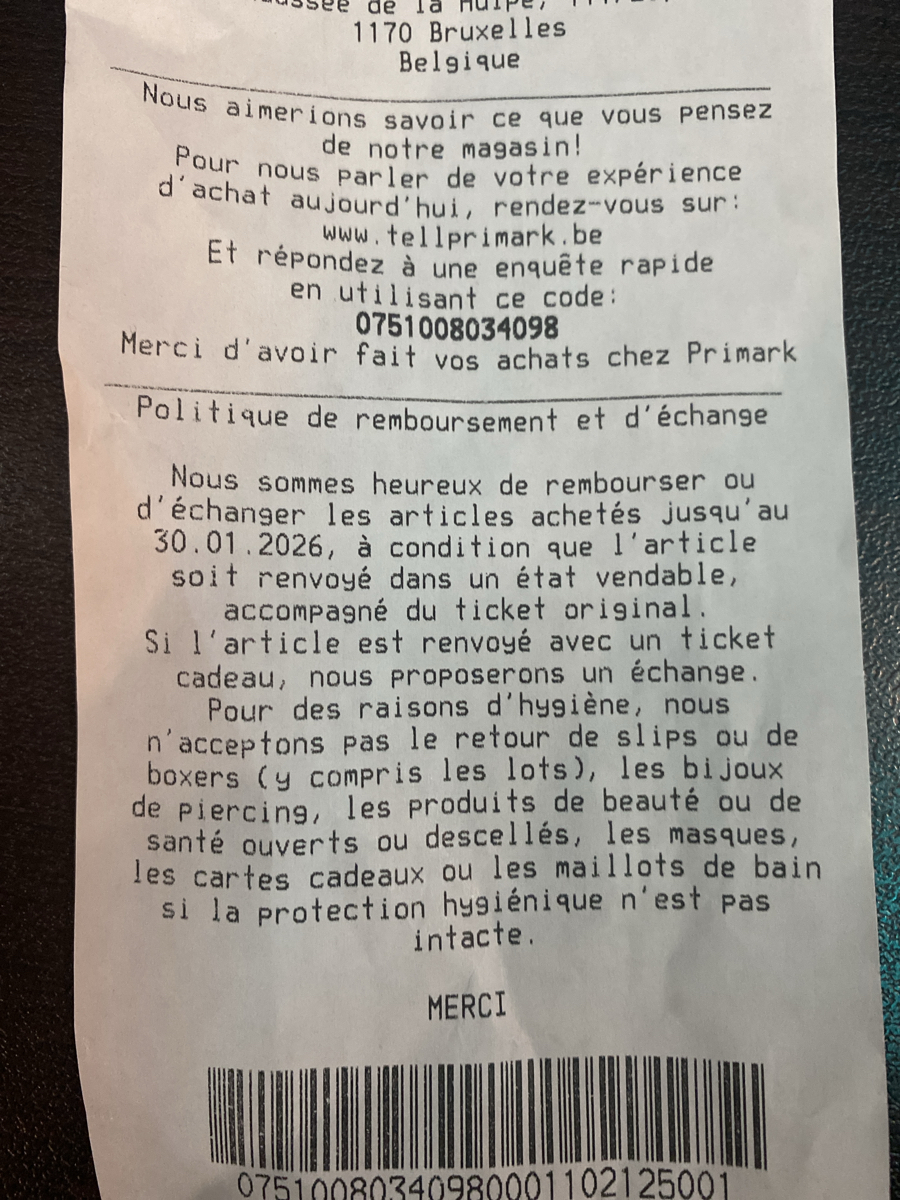 de la Hulpe,
1170 Bruxelles
Belgique
Nous aimerions savoir ce que vous pensez
de notre magasin!
Pour nous parler de votre expérience
d'achat aujourd'hui, rendez-vous sur:
www.tellprimark.be
Et répondez à une enquête rapide
en utilisant ce code:
0751008034098
Merci d'avoir fait vos achats chez Primark
Politique de remboursement et d'échange
Nous sommes heureux de rembourser ou
d'échanger les articles achetés jusqu'au
30.01.2026, à condition que l'article
soit renvoyé dans un état vendable,
accompagné du ticket original.
Si l'article est renvoyé avec un ticket
cadeau, nous proposerons un échange.
Pour des raisons d'hygiène, nous
n'acceptons pas le retour de slips ou de
boxers (y compris les lots), les bijoux
de piercing, les produits de beauté ou de
santé ouverts ou descellés, les masques,
les cartes cadeaux ou les maillots de bain
si la protection hygiénique n'est pas
intacte.
MERCI
07510080340980001102125001